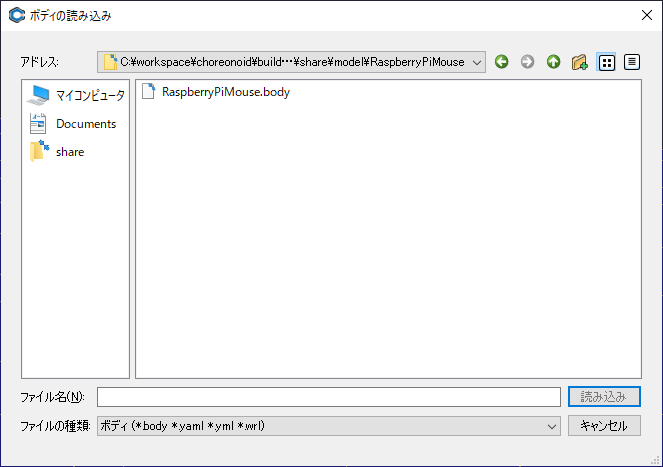 ボディの読み込み
アドレス:
C:¥workspace¥choreonoid¥build…¥share¥model¥RaspberryPiMouse
マイコンピュータ
Documents
share
RaspberryPiMouse.body
ファイル名(N):
読み込み
ファイルの種類:
ボディ (*.body *.yaml *.yml *.wrl)
キャンセル